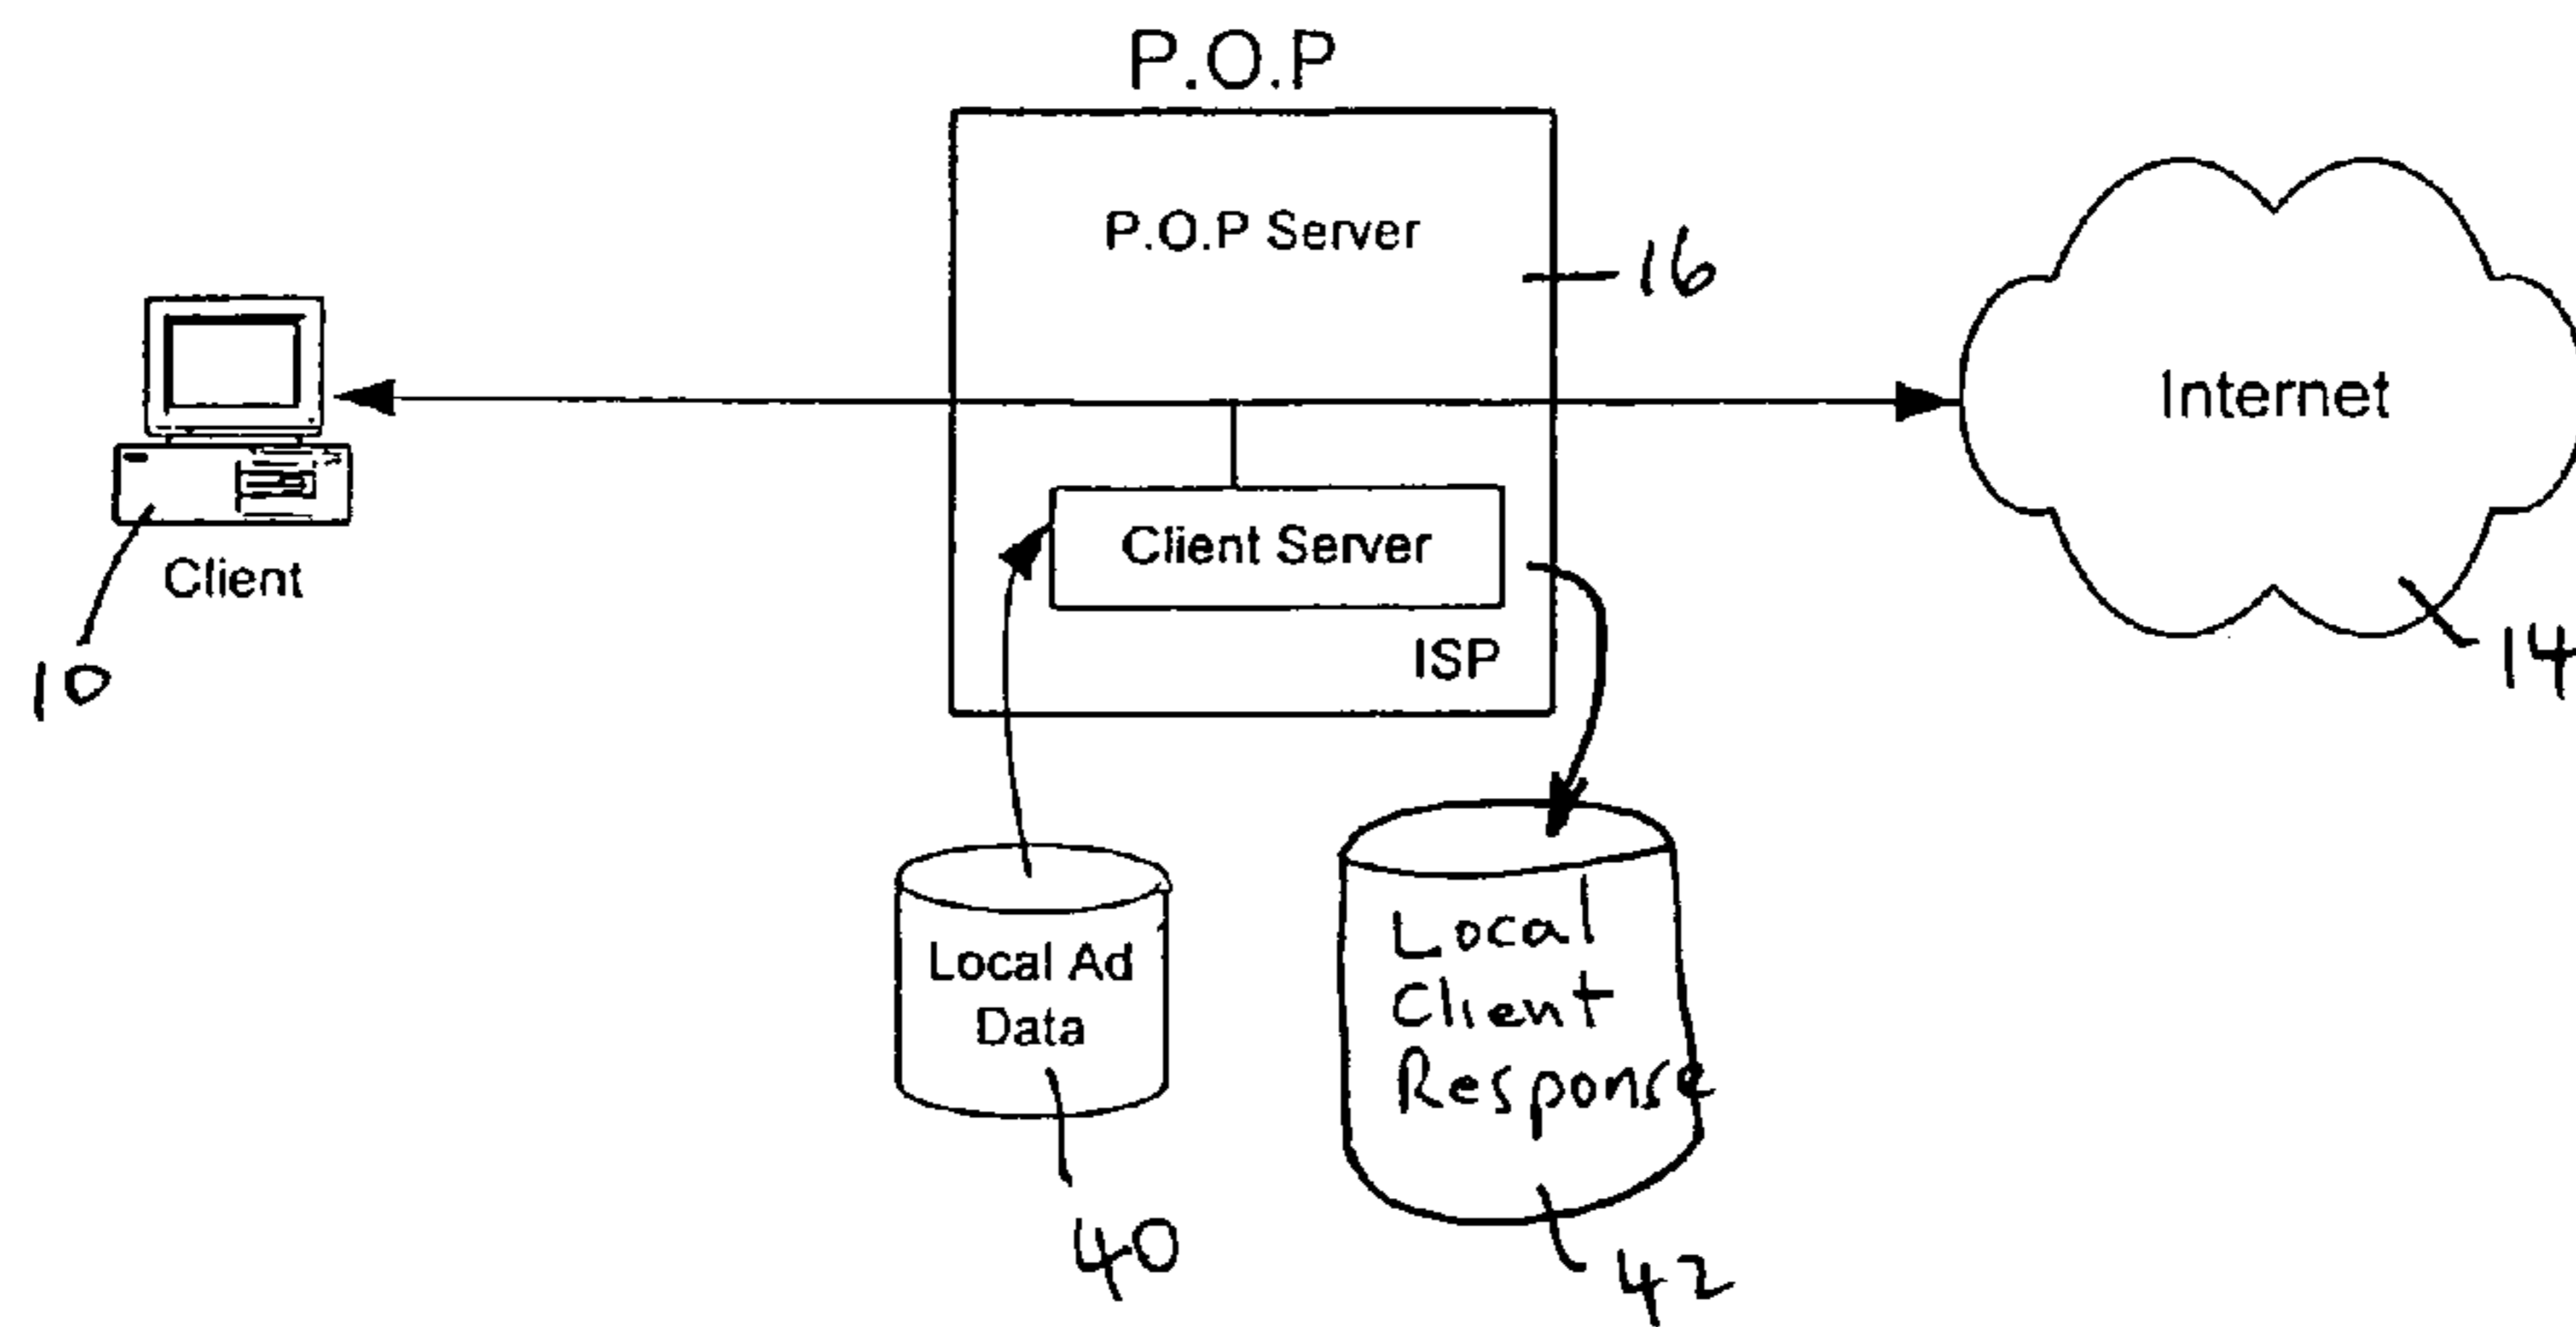 P.O.P
P.O.P Server
16
Internet
Client Server
Client
ISP
10
14
Local Ad
Data
Local
Client
Response
40
42